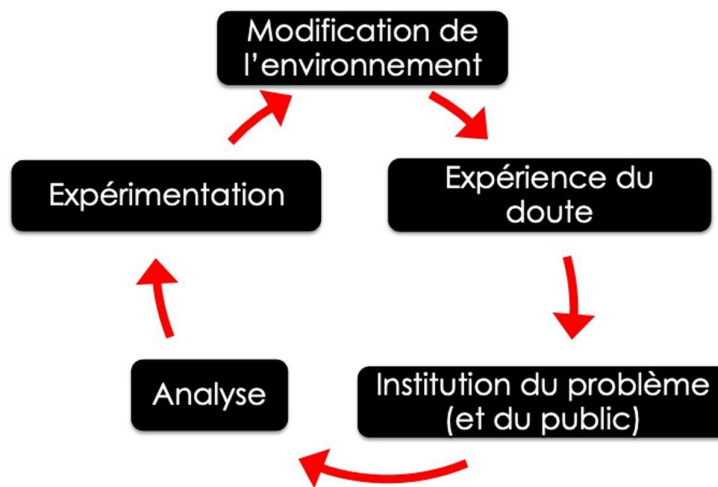 Modification de
l'environnement
Expérience du
doute
Institution du problème
(et du public)
Analyse
Expérimentation